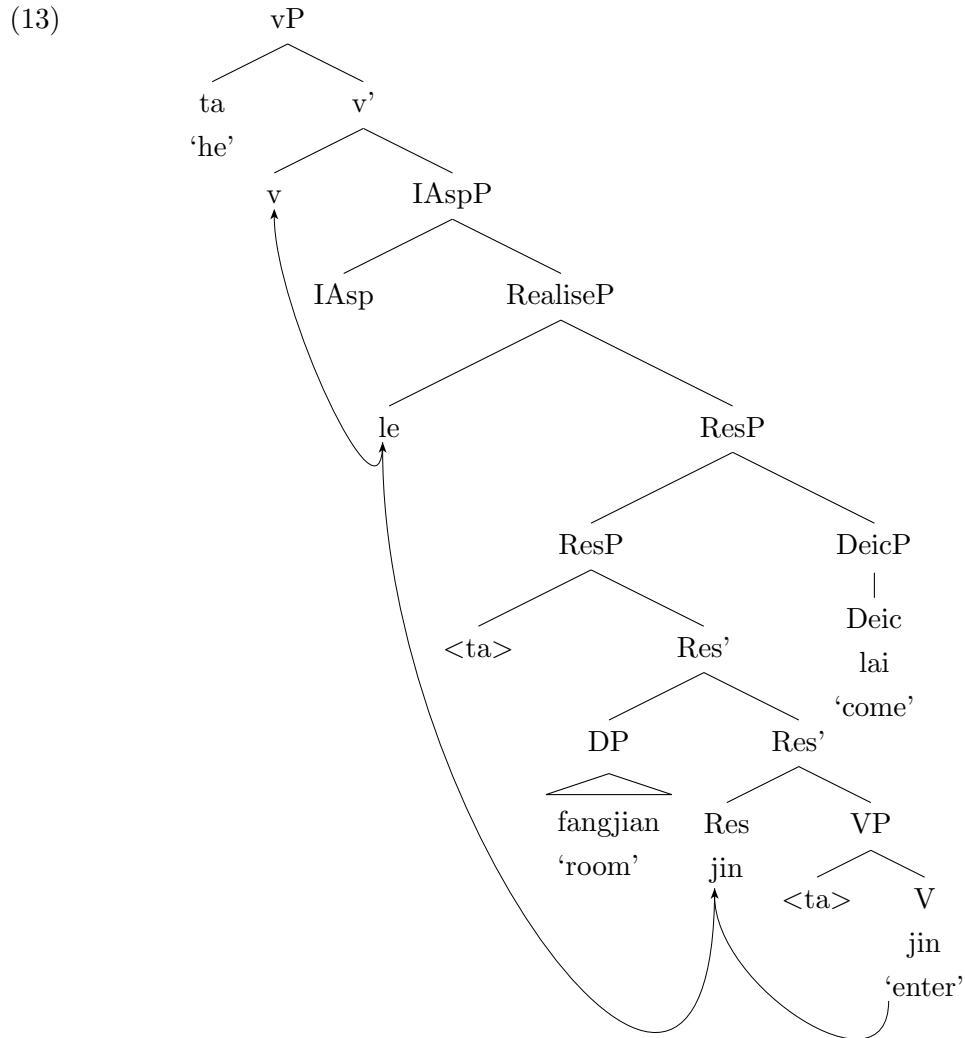 (13) vP
ta v'
‘he’
v IAspP
IAsp RealiseP
le ResP
ResP DeicP
<ta> Res' Deic
lai
‘come’
DP Res'
fangjian Res VP
‘room’ jin <ta> V
jin
‘enter’